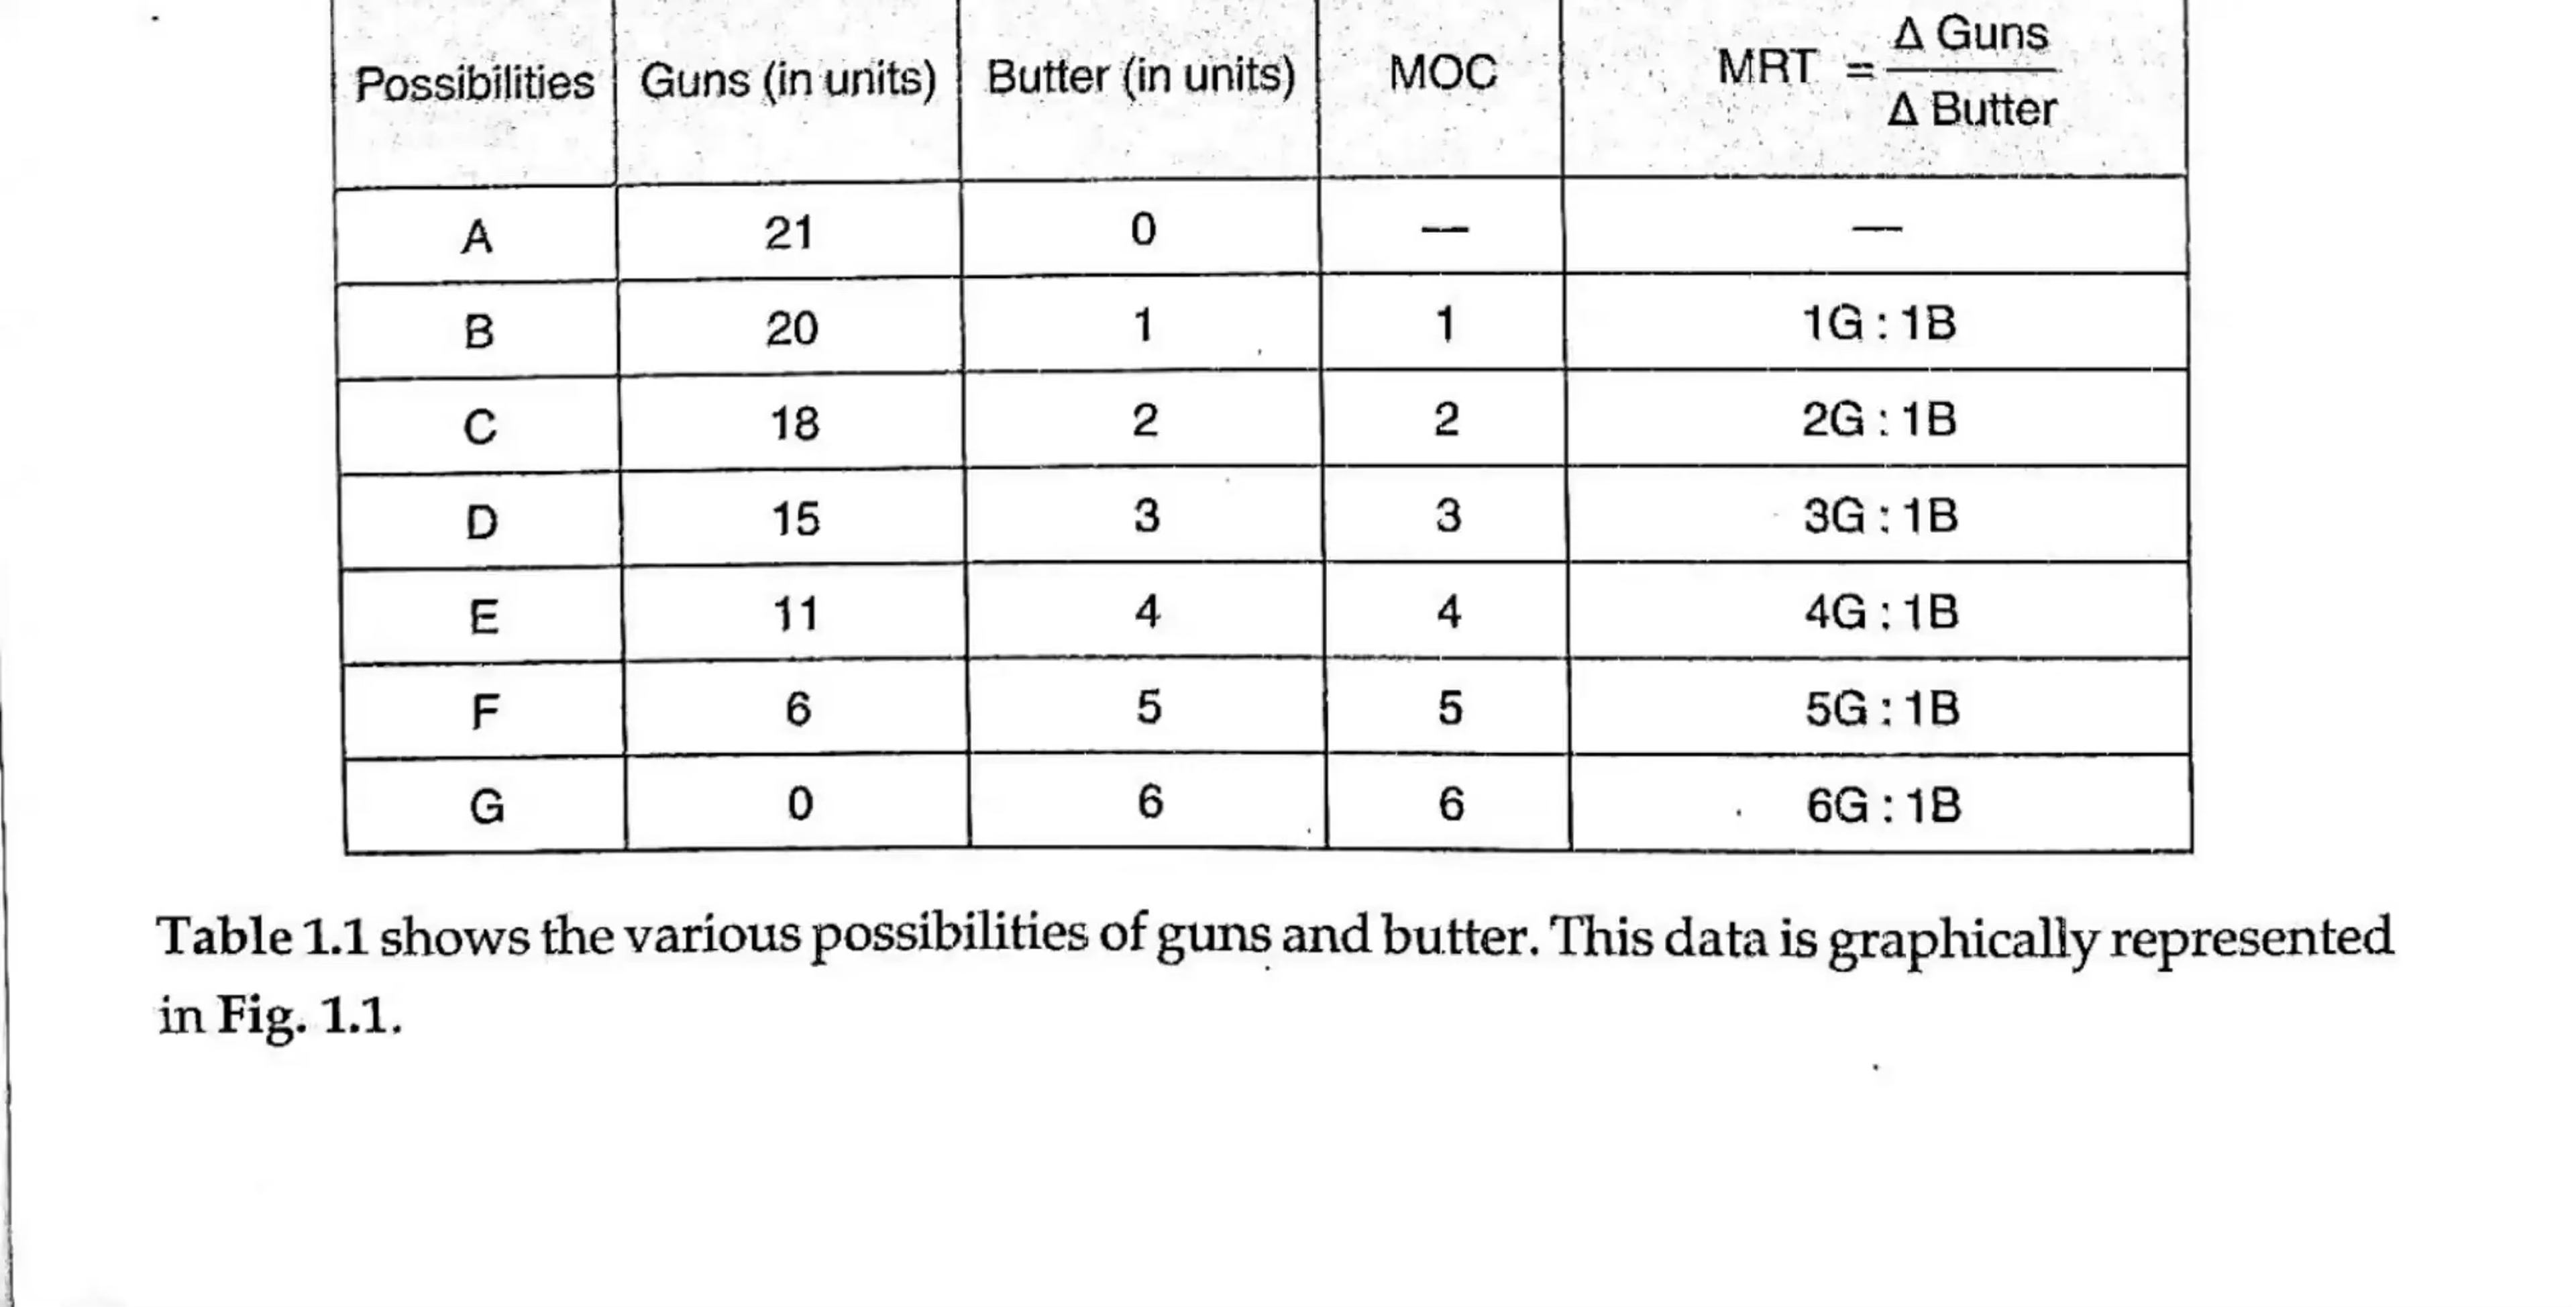 Possibilities Guns (in units) Butter (in units) MOC MRT = Δ Guns / Δ Butter
A 21 0 — —
B 20 1 1 1G : 1B
C 18 2 2 2G : 1B
D 15 3 3 3G : 1B
E 11 4 4 4G : 1B
F 6 5 5 5G : 1B
G 0 6 6 6G : 1B
Table 1.1 shows the various possibilities of guns and butter. This data is graphically represented
in Fig. 1.1.